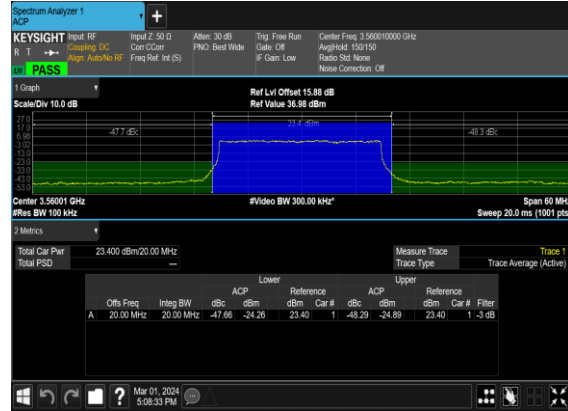 Spectrum Analyzer 1
ACP
KEYSIGHT
R T
LM PASS
Input: RF
Coupling: DC
Align: Auto/No RF
Input Z: 50 Ω
Corr CCorr
Freq Ref: Int (S)
Atten: 30 dB
PNO: Best Wide
Trig: Free Run
Gate: Off
IF Gain: Low
Center Freq: 3.560010000 GHz
Avg|Hold: 150/150
Radio Std: None
Noise Correction: Off
1 Graph
Scale/Div 10.0 dB
Ref Lvl Offset 15.88 dB
Ref Value 36.98 dBm
27.0
17.0
6.98
-3.02
-13.0
-23.0
-33.0
-43.0
-53.0
-47.7 dBc
23.4 dBm
-48.3 dBc
Center 3.56001 GHz
#Res BW 100 kHz
#Video BW 300.00 kHz*
Span 60 MHz
Sweep 20.0 ms (1001 pts
2 Metrics
Total Car Pwr 23.400 dBm/20.00 MHz
Total PSD —
Measure Trace Trace 1
Trace Type Trace Average (Active)
Lower Upper
ACP Reference ACP Reference
Offs Freq Integ BW dBc dBm dBm Car # dBc dBm dBm Car # Filter
A 20.00 MHz 20.00 MHz -47.66 -24.26 23.40 1 -48.29 -24.89 23.40 1 -3 dB
?
Mar 01, 2024
5:08:33 PM